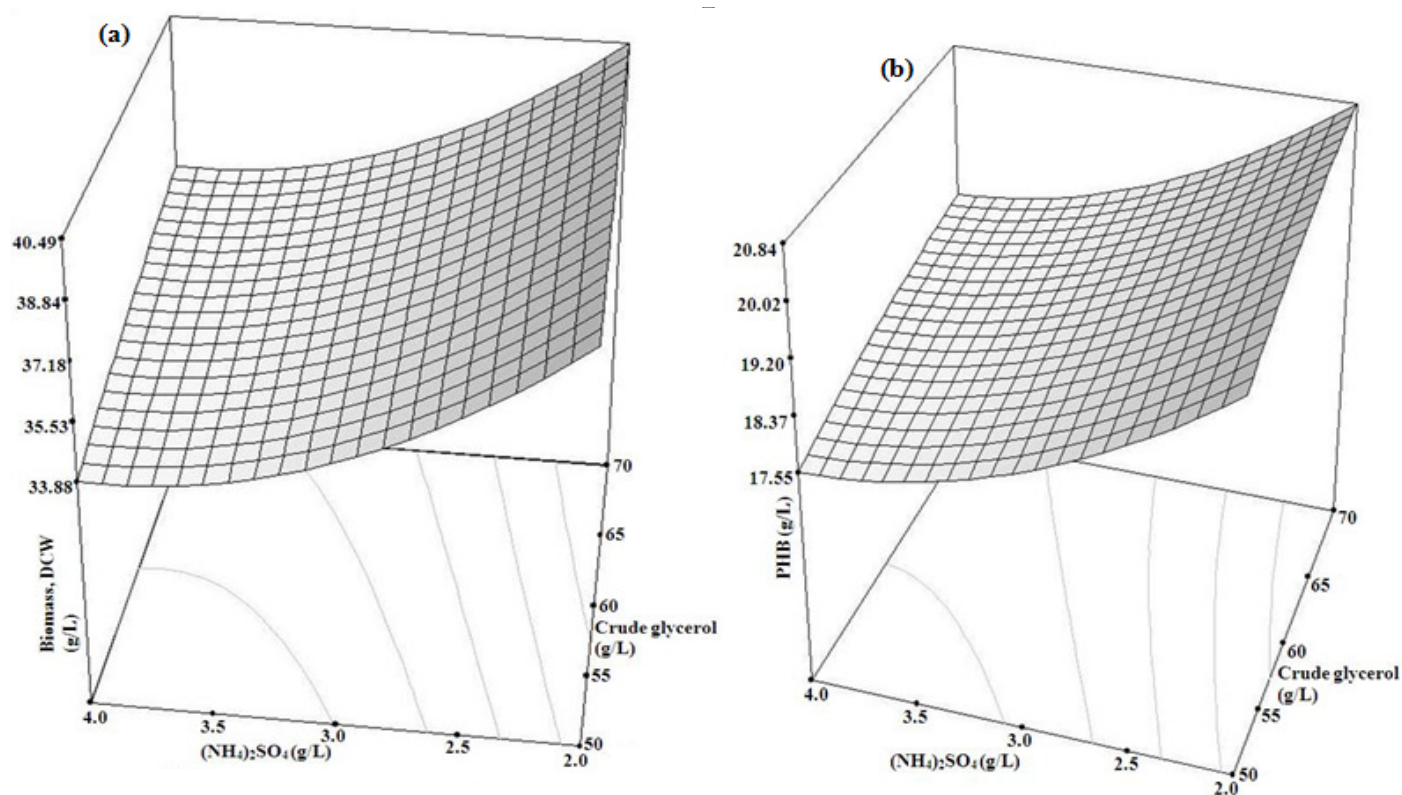 (a)
40.49
38.84
37.18
35.53
33.88
Biomass, DCW
(g/L)
4.0
3.5
3.0
2.5
2.0
(NH₄)₂SO₄ (g/L)
50
55
60
65
70
Crude glycerol
(g/L)
(b)
20.84
20.02
19.20
18.37
17.55
PHB (g/L)
4.0
3.5
3.0
2.5
2.0
(NH₄)₂SO₄ (g/L)
50
55
60
65
70
Crude glycerol
(g/L)